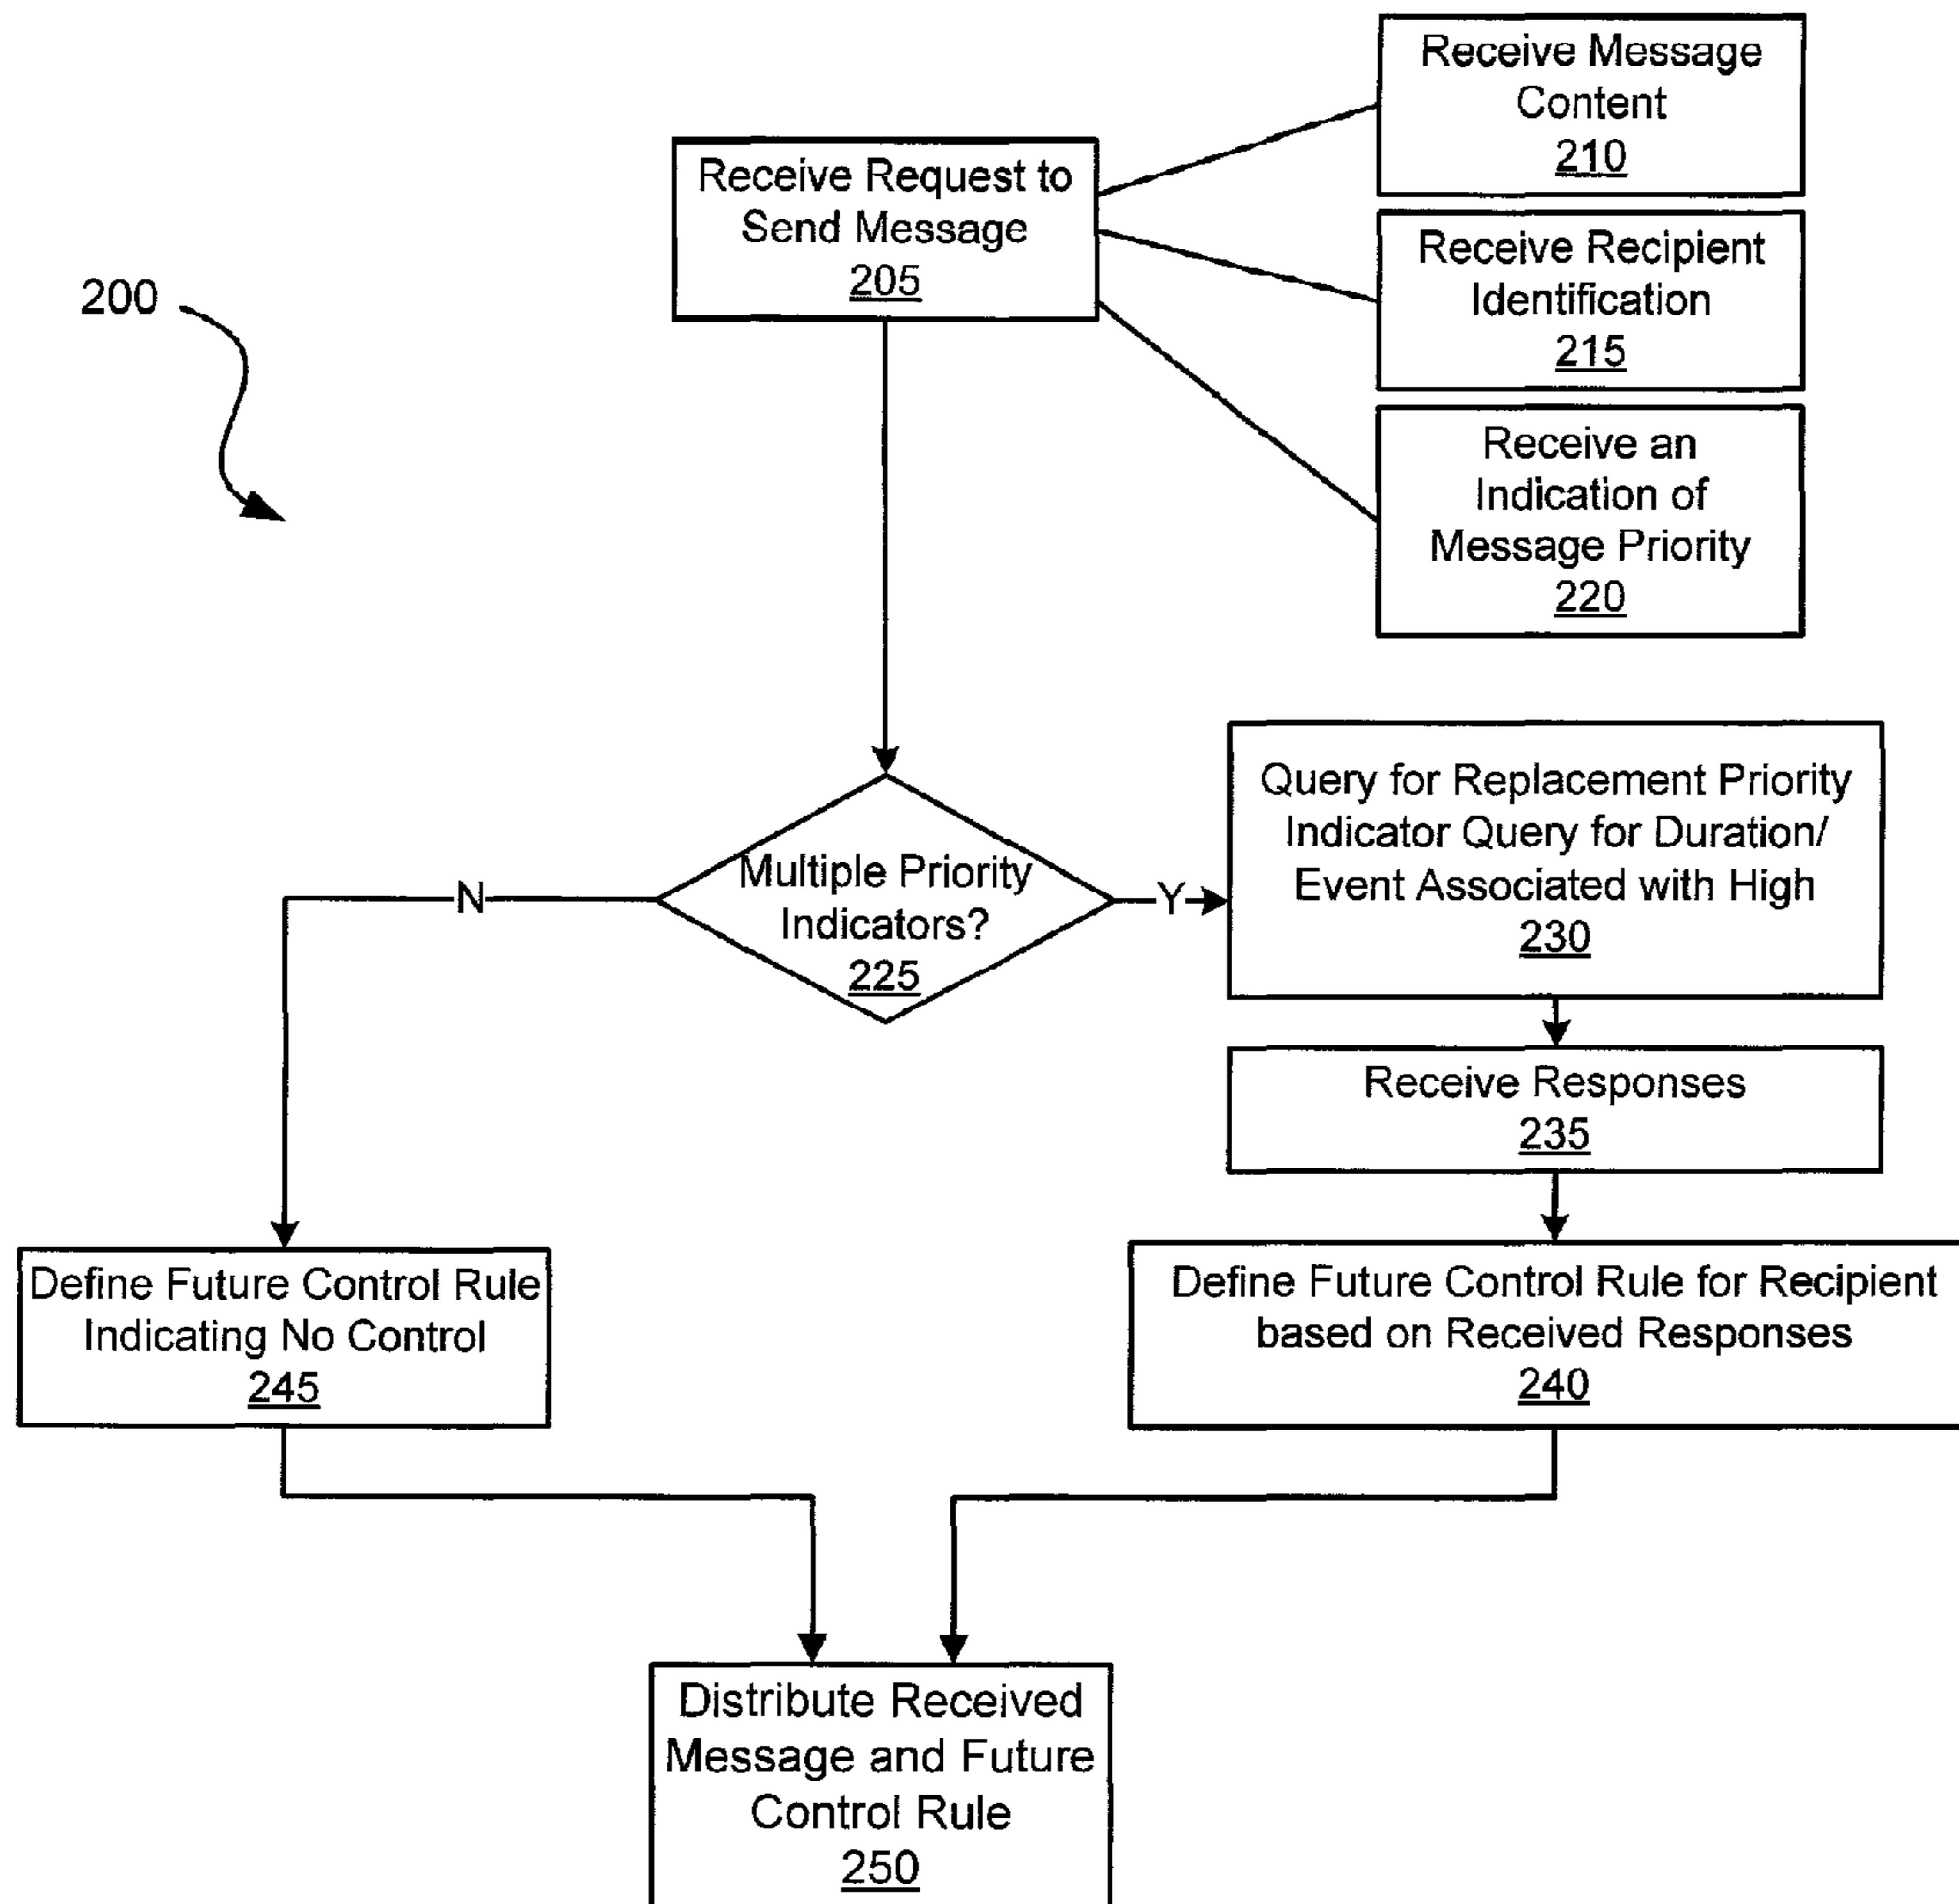 Receive Message
Content
210
Receive Request to
Send Message
205
Receive Recipient
Identification
215
200
Receive an
Indication of
Message Priority
220
Query for Replacement Priority
Indicator Query for Duration/
Event Associated with High
230
Multiple Priority
Indicators?
225
N
Y
Receive Responses
235
Define Future Control Rule
Indicating No Control
245
Define Future Control Rule for Recipient
based on Received Responses
240
Distribute Received
Message and Future
Control Rule
250